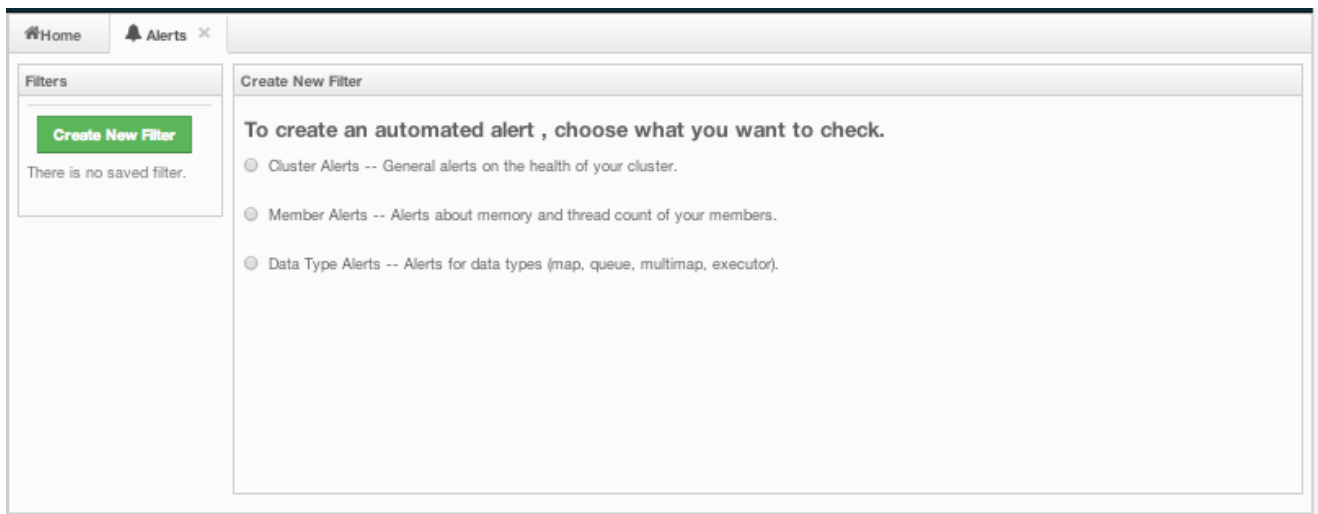 Home
Alerts ×
Filters
Create New Filter
There is no saved filter.
Create New Filter
To create an automated alert , choose what you want to check.
Cluster Alerts -- General alerts on the health of your cluster.
Member Alerts -- Alerts about memory and thread count of your members.
Data Type Alerts -- Alerts for data types (map, queue, multimap, executor).